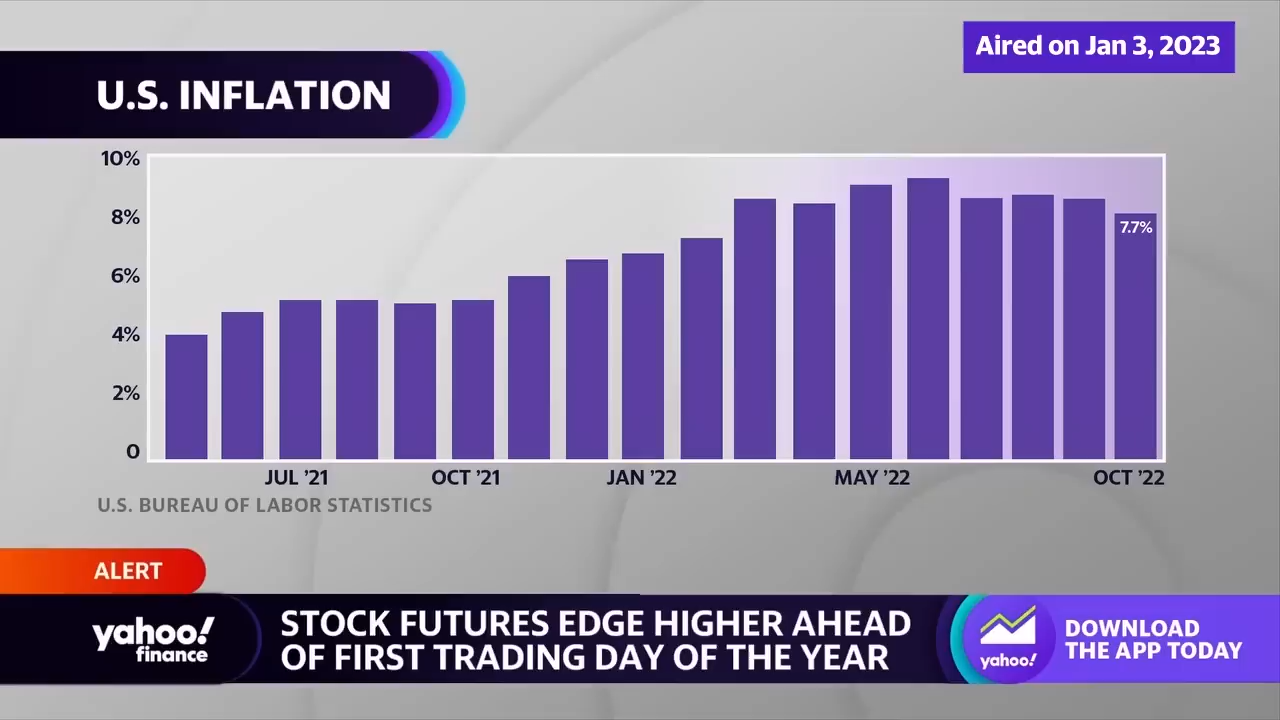 Aired on Jan 3, 2023
U.S. INFLATION
10%
8%
6%
4%
2%
0
7.7%
JUL ’21
OCT ’21
JAN ’22
MAY ’22
OCT ’22
U.S. BUREAU OF LABOR STATISTICS
ALERT
yahoo!
finance
STOCK FUTURES EDGE HIGHER AHEAD
OF FIRST TRADING DAY OF THE YEAR
yahoo!
DOWNLOAD
THE APP TODAY